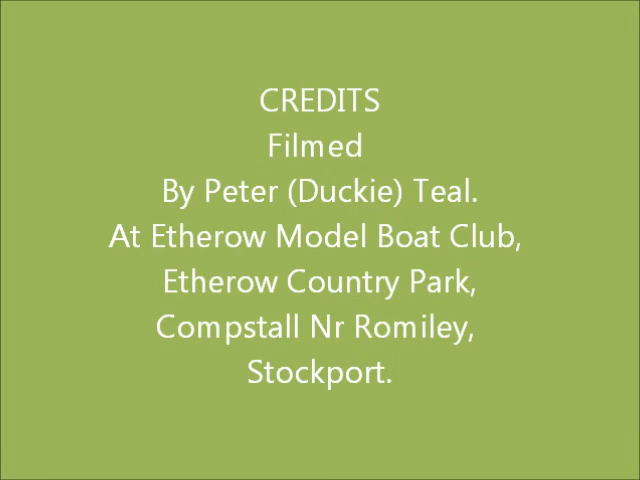 CREDITS
Filmed
By Peter (Duckie) Teal.
At Etherow Model Boat Club,
Etherow Country Park,
Compstall Nr Romiley,
Stockport.